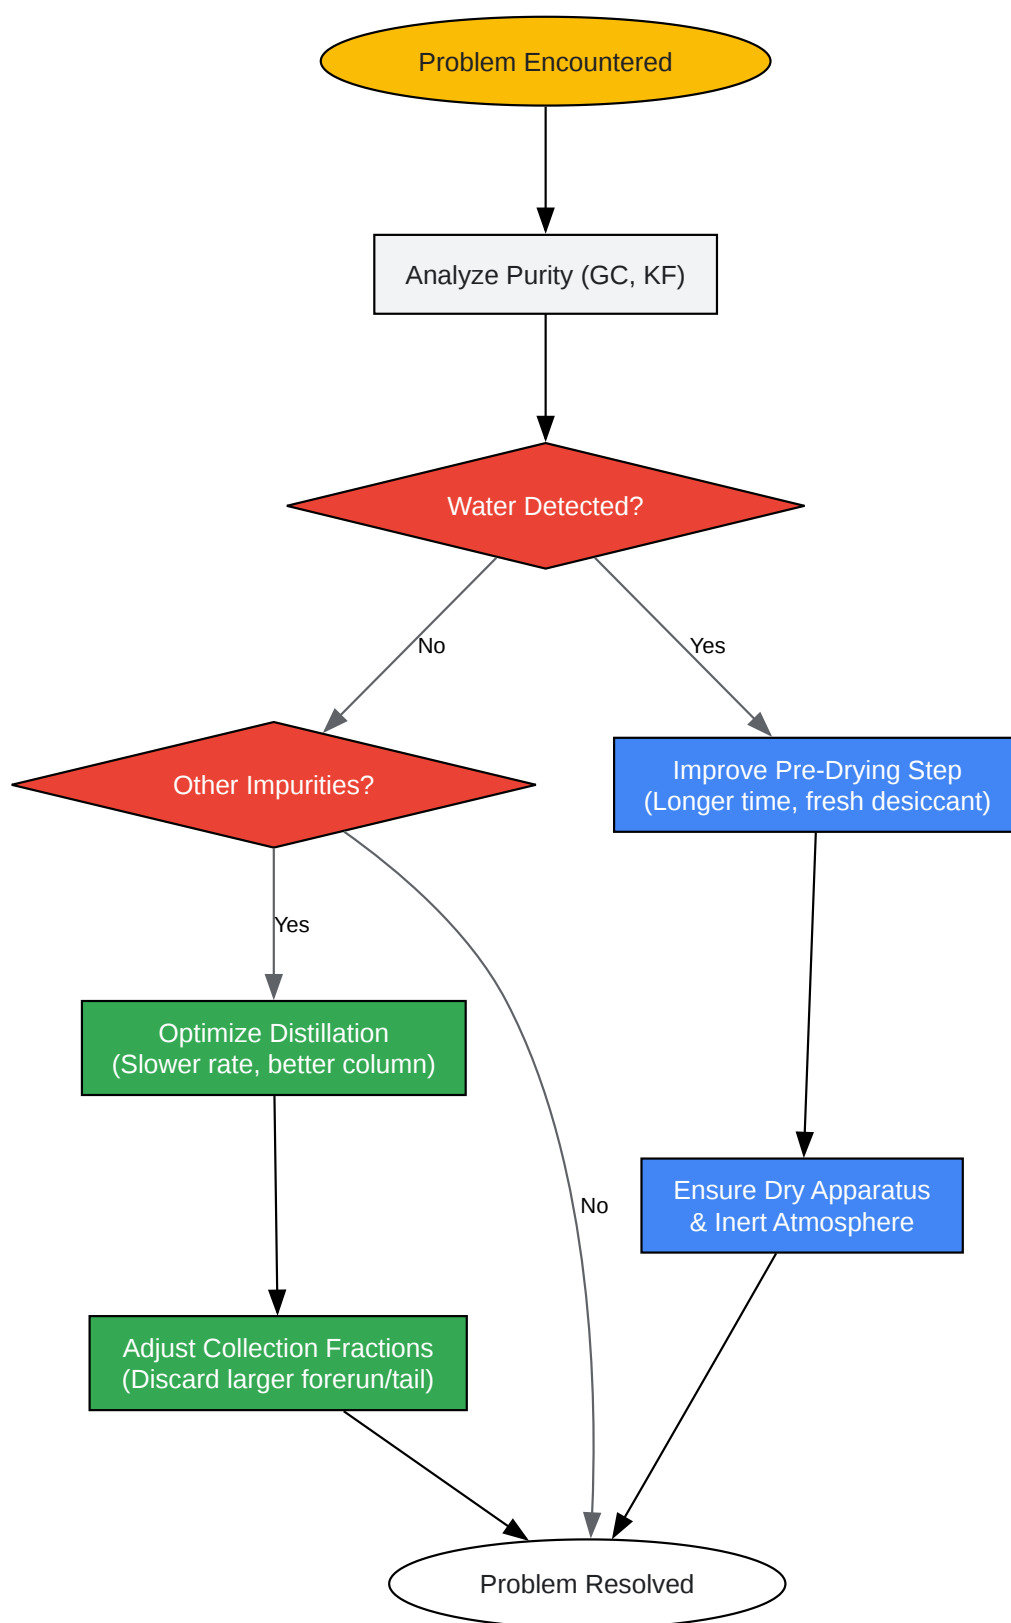 Problem Encountered
Analyze Purity (GC, KF)
Water Detected?
No
Yes
Other Impurities?
Improve Pre-Drying Step
(Longer time, fresh desiccant)
Yes
Optimize Distillation
(Slower rate, better column)
No
Ensure Dry Apparatus
& Inert Atmosphere
Adjust Collection Fractions
(Discard larger forerun/tail)
Problem Resolved